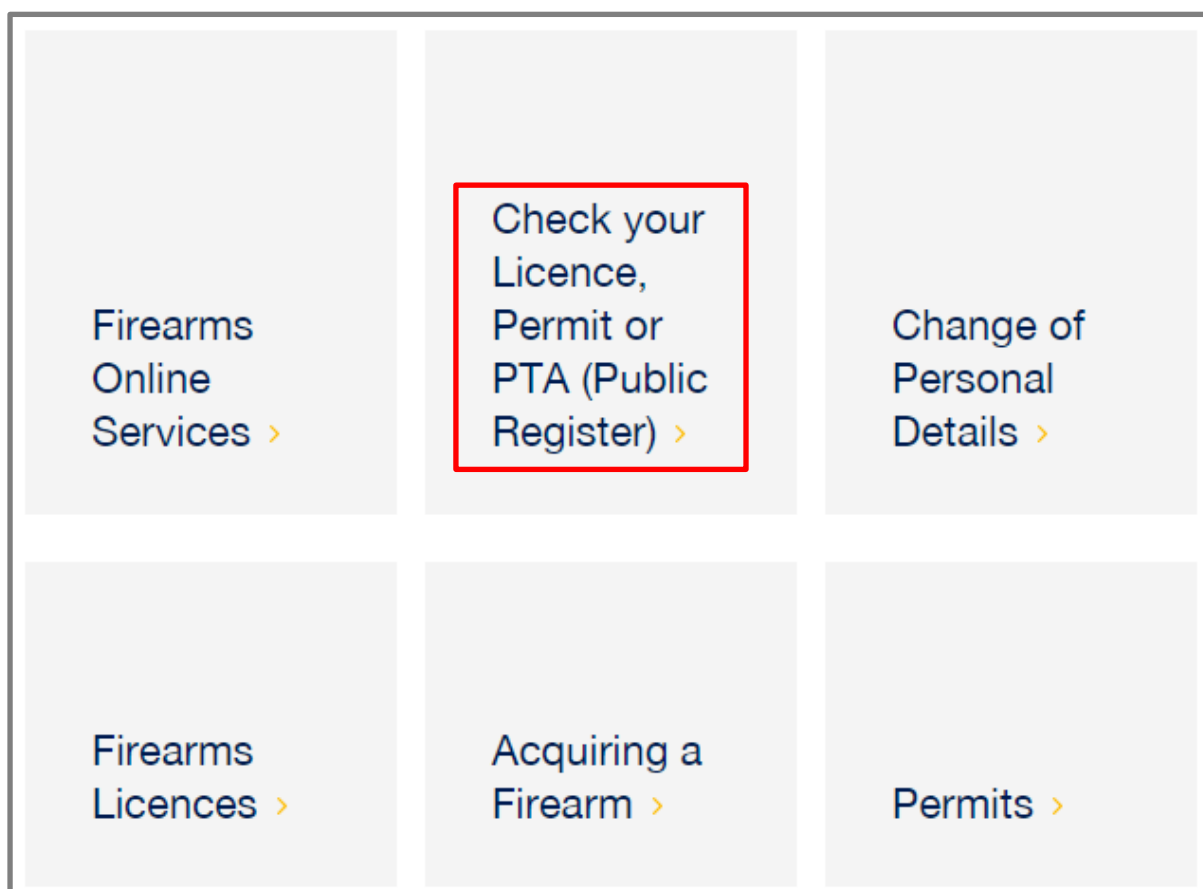 Firearms
Online
Services >
Check your
Licence,
Permit or
PTA (Public
Register) >
Change of
Personal
Details >
Firearms
Licences >
Acquiring a
Firearm >
Permits >